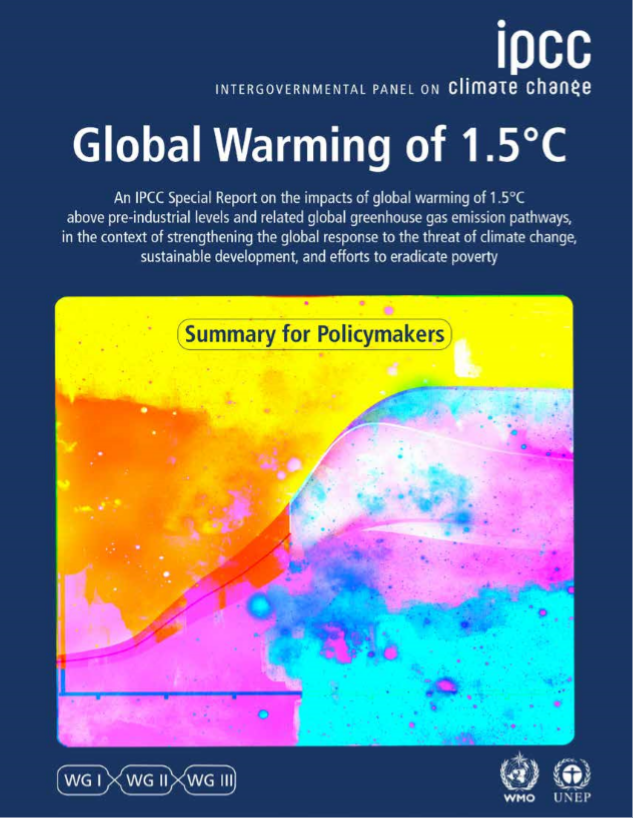 ipcc
INTERGOVERNMENTAL PANEL ON climate change
Global Warming of 1.5°C
An IPCC Special Report on the impacts of global warming of 1.5°C
above pre-industrial levels and related global greenhouse gas emission pathways,
in the context of strengthening the global response to the threat of climate change,
sustainable development, and efforts to eradicate poverty
Summary for Policymakers
WG I WG II WG III
WMO UNEP